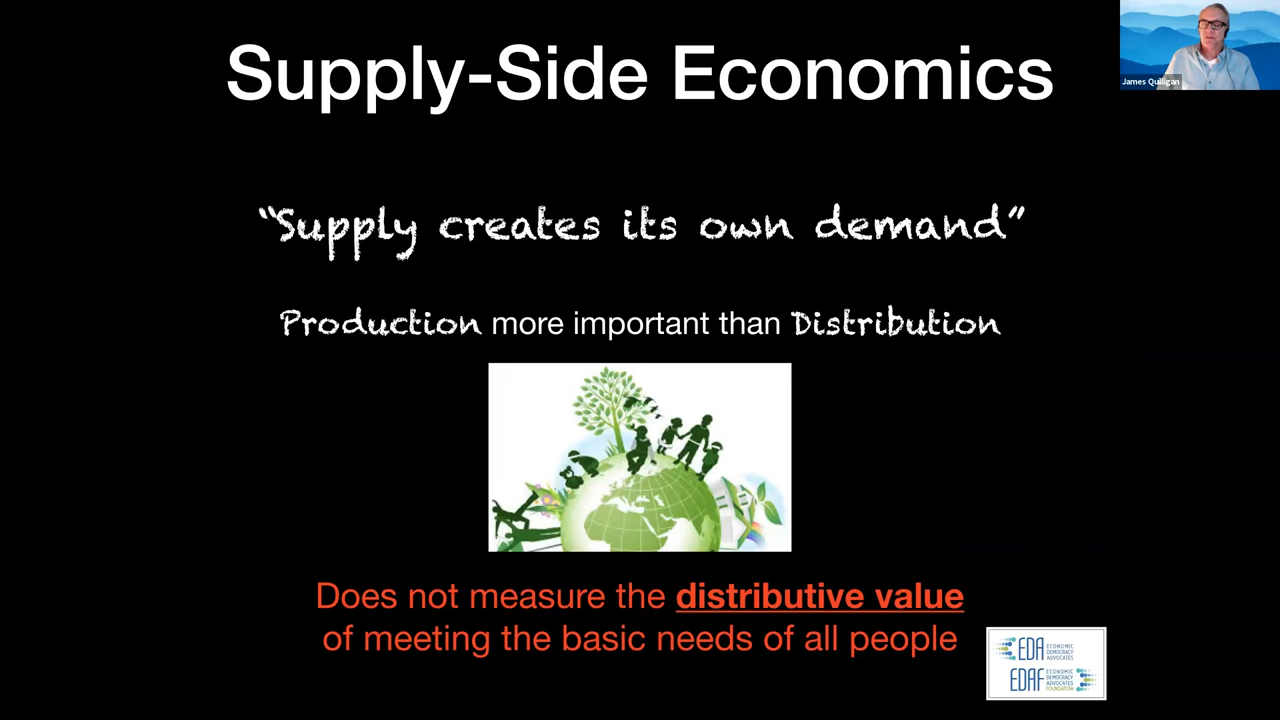 Supply-Side Economics
James Quilligan
“Supply creates its own demand”
Production more important than Distribution
Does not measure the distributive value
of meeting the basic needs of all people
EDA ECONOMIC
DEMOCRACY
ADVOCATES
EDAF ECONOMIC
DEMOCRACY
ADVOCATES
FOUNDATION